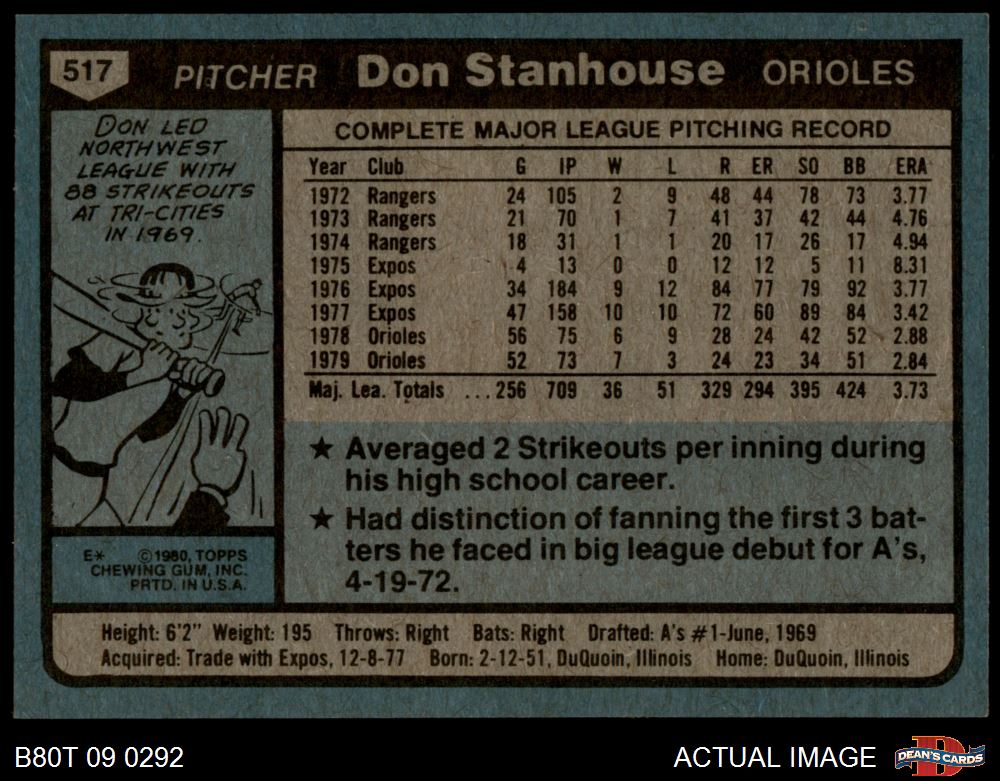 517 PITCHER Don Stanhouse ORIOLES
DON LED
NORTHWEST
LEAGUE WITH
88 STRIKEOUTS
AT TRI-CITIES
IN 1969.
COMPLETE MAJOR LEAGUE PITCHING RECORD
Year Club G IP W L R ER SO BB ERA
1972 Rangers 24 105 2 9 48 44 78 73 3.77
1973 Rangers 21 70 1 7 41 37 42 44 4.76
1974 Rangers 18 31 1 1 20 17 26 17 4.94
1975 Expos 4 13 0 0 12 12 5 11 8.31
1976 Expos 34 184 9 12 84 77 79 92 3.77
1977 Expos 47 158 10 10 72 60 89 84 3.42
1978 Orioles 56 75 6 9 28 24 42 52 2.88
1979 Orioles 52 73 7 3 24 23 34 51 2.84
Maj. Lea. Totals ...256 709 36 51 329 294 395 424 3.73
★ Averaged 2 Strikeouts per inning during
his high school career.
★ Had distinction of fanning the first 3 bat-
ters he faced in big league debut for A's,
4-19-72.
E* ©1980, TOPPS
CHEWING GUM, INC.
PRTD. IN U.S.A.
Height: 6'2" Weight: 195 Throws: Right Bats: Right Drafted: A's #1-June, 1969
Acquired: Trade with Expos, 12-8-77 Born: 2-12-51, DuQuoin, Illinois Home: DuQuoin, Illinois
B80T 09 0292 ACTUAL IMAGE D DEAN'S CARDS